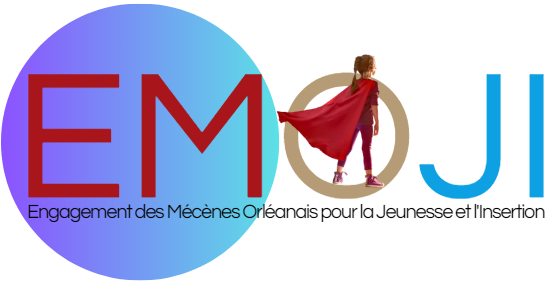 EMOJI
Engagement des Mécènes Orléanais pour la Jeunesse et l'Insertion